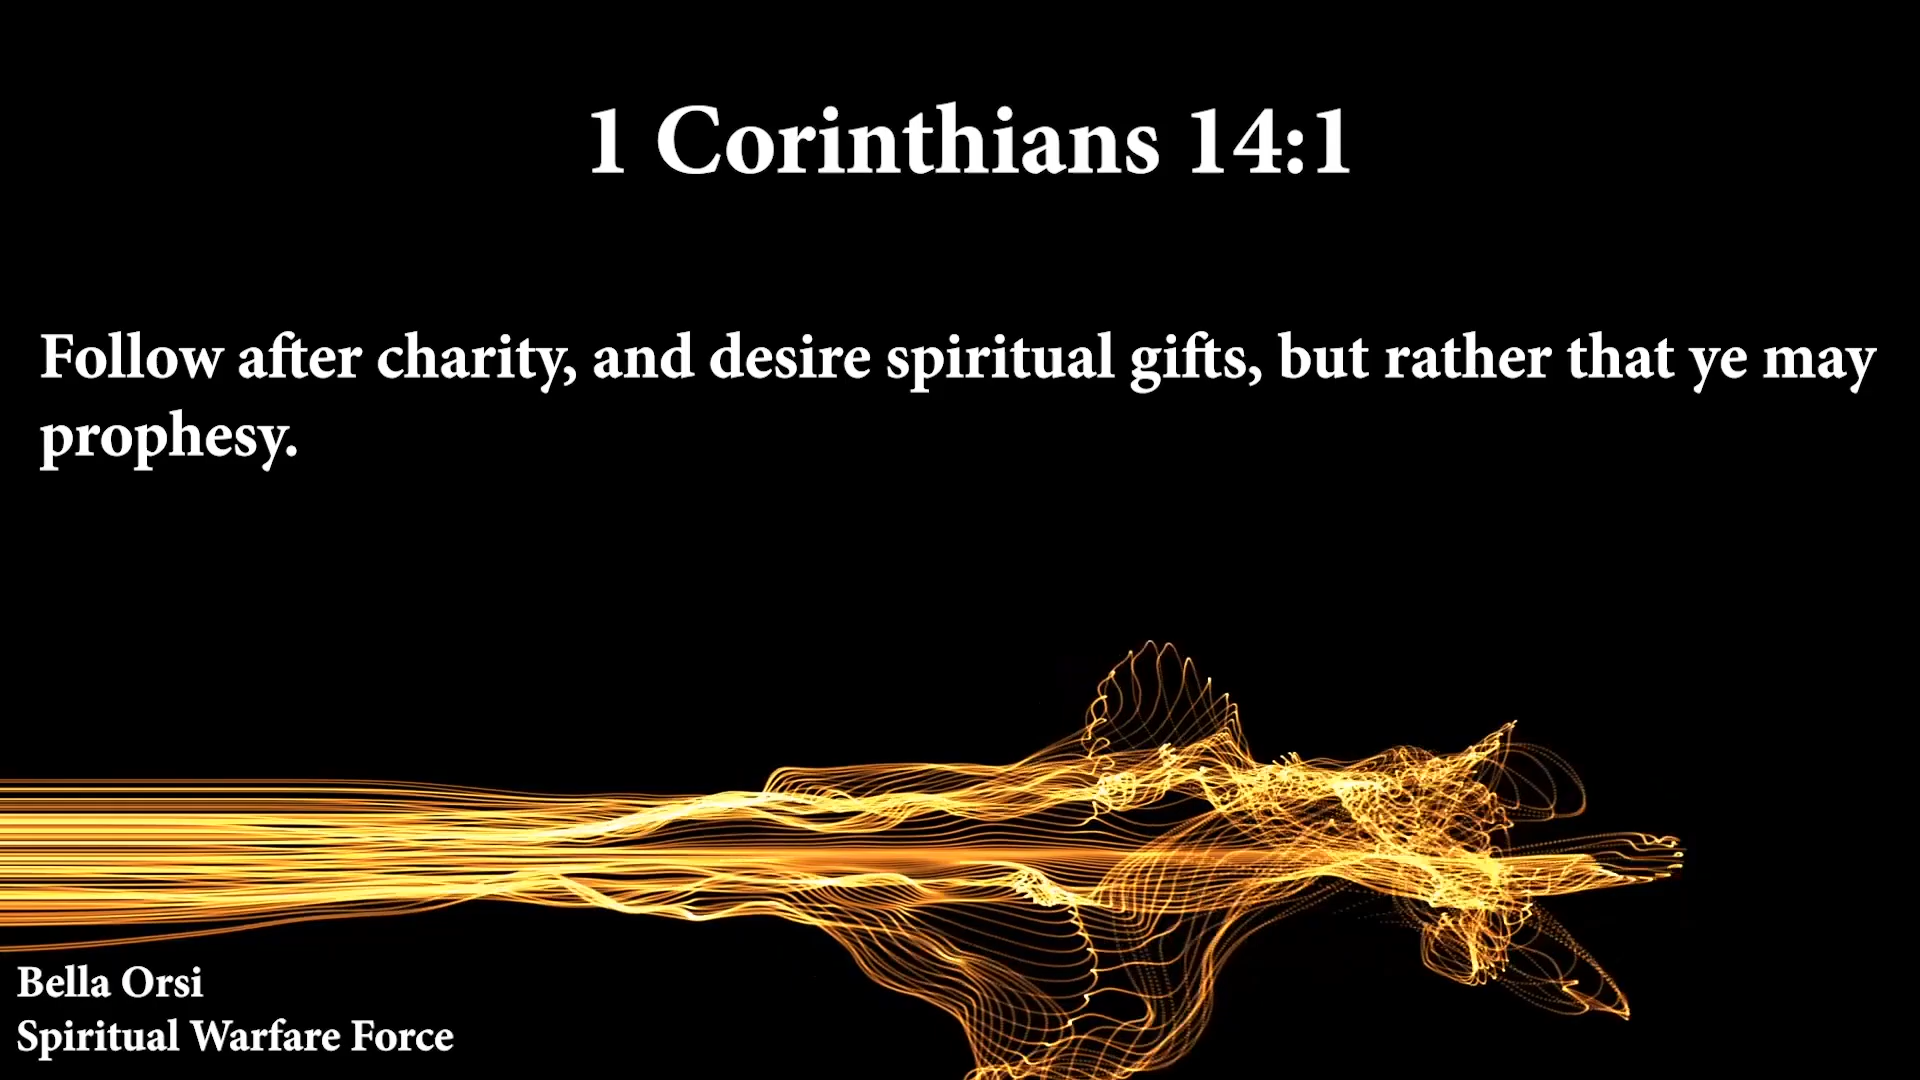 1 Corinthians 14:1
Follow after charity, and desire spiritual gifts, but rather that ye may
prophesy.
Bella Orsi
Spiritual Warfare Force